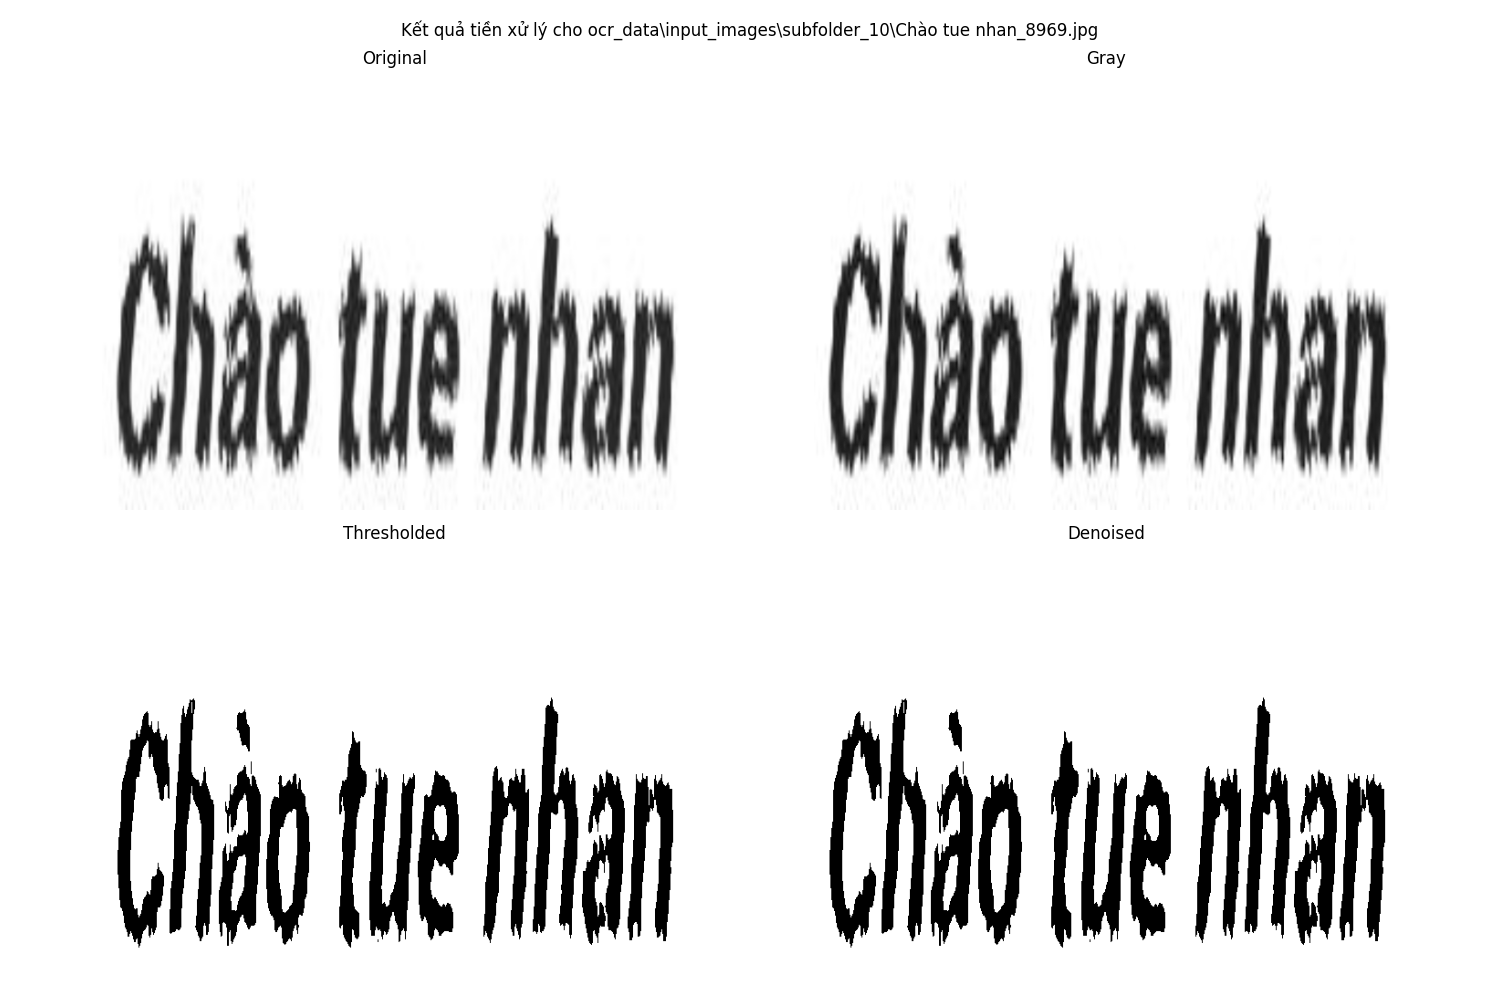 Kết quả tiền xử lý cho ocr_data\input_images\subfolder_10\Chào tue nhan_8969.jpg
Original
Gray
Chào tue nhan
Chào tue nhan
Thresholded
Denoised
Chào tue nhan
Chào tue nhan